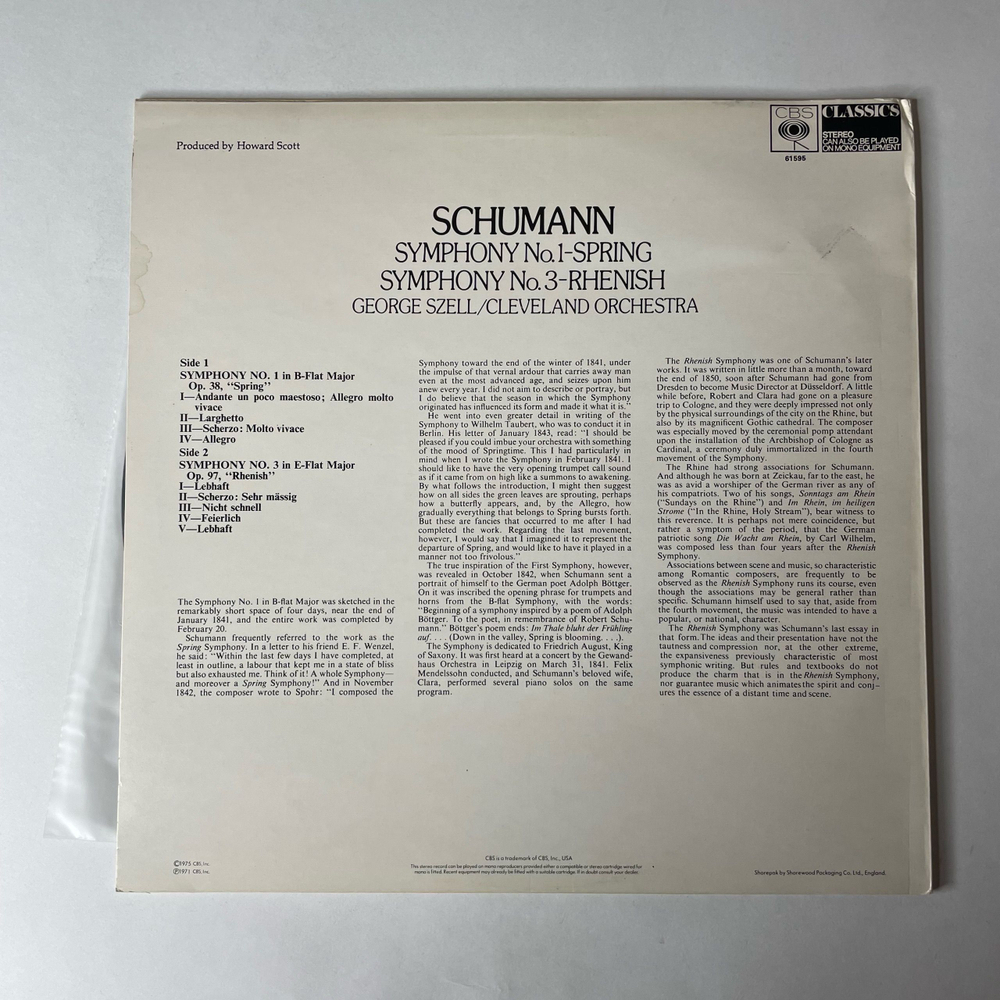 Produced by Howard Scott
CBS
CLASSICS
STEREO
CAN ALSO BE PLAYED
ON MONO EQUIPMENT
61595
SCHUMANN
SYMPHONY No.1-SPRING
SYMPHONY No.3-RHENISH
GEORGE SZELL/CLEVELAND ORCHESTRA
Side 1
SYMPHONY NO. 1 in B-Flat Major
Op. 38, “Spring”
I—Andante un poco maestoso; Allegro molto
vivace
II—Larghetto
III—Scherzo: Molto vivace
IV—Allegro
Side 2
SYMPHONY NO. 3 in E-Flat Major
Op. 97, “Rhenish”
I—Lebhaft
II—Scherzo: Sehr mässig
III—Nicht schnell
IV—Feierlich
V—Lebhaft
The Symphony No. 1 in B-flat Major was sketched in the
remarkably short space of four days, near the end of
January 1841, and the entire work was completed by
February 20.
Schumann frequently referred to the work as the
Spring Symphony. In a letter to his friend E. F. Wenzel,
he said: “Within the last few days I have completed, at
least in outline, a labour that kept me in a state of bliss
but also exhausted me. Think of it! A whole Symphony—
and moreover a Spring Symphony!” And in November
1842, the composer wrote to Spohr: “I composed the
Symphony toward the end of the winter of 1841, under
the impulse of that vernal ardour that carries away man
even at the most advanced age, and seizes upon him
anew every year. I did not aim to describe or portray, but
I do believe that the season in which the Symphony
originated has influenced its form and made it what it is.”
He went into even greater detail in writing of the
Symphony to Wilhelm Taubert, who was to conduct it in
Berlin. His letter of January 1843, read: “I should be
pleased if you could imbue your orchestra with something
of the mood of Springtime. This I had particularly in
mind when I wrote the Symphony in February 1841. I
should like to have the very opening trumpet call sound
as if it came from on high like a summons to awakening.
By what follows the introduction, I might then suggest
how on all sides the green leaves are sprouting, perhaps
how a butterfly appears, and, by the Allegro, how
gradually everything that belongs to Spring bursts forth.
But these are fancies that occurred to me after I had
completed the work. Regarding the last movement,
however, I would say that I imagined it to represent the
departure of Spring, and would like to have it played in a
manner not too frivolous.”
The true inspiration of the First Symphony, however,
was revealed in October 1842, when Schumann sent a
portrait of himself to the German poet Adolph Böttger.
On it was inscribed the opening phrase for trumpets and
horns from the B-flat Symphony, with the words:
“Beginning of a symphony inspired by a poem of Adolph
Böttger. To the poet, in remembrance of Robert Schu-
mann.” Böttger's poem ends: Im Thale bluht der Frühling
auf. . . . (Down in the valley, Spring is blooming. . . .).
The Symphony is dedicated to Friedrich August, King
of Saxony. It was first heard at a concert by the Gewand-
haus Orchestra in Leipzig on March 31, 1841. Felix
Mendelssohn conducted, and Schumann's beloved wife,
Clara, performed several piano solos on the same
program.
The Rhenish Symphony was one of Schumann's later
works. It was written in little more than a month, toward
the end of 1850, soon after Schumann had gone from
Dresden to become Music Director at Düsseldorf. A little
while before, Robert and Clara had gone on a pleasure
trip to Cologne, and they were deeply impressed not only
by the physical surroundings of the city on the Rhine, but
also by its magnificent Gothic cathedral. The composer
was especially moved by the ceremonial pomp attendant
upon the installation of the Archbishop of Cologne as
Cardinal, a ceremony duly immortalized in the fourth
movement of the Symphony.
The Rhine had strong associations for Schumann.
And although he was born at Zeickau, far to the east, he
was as avid a worshiper of the German river as any of
his compatriots. Two of his songs, Sonntags am Rhein
(“Sundays on the Rhine”) and Im Rhein, im heiligen
Strome (“In the Rhine, Holy Stream”), bear witness to
this reverence. It is perhaps not mere coincidence, but
rather a symptom of the period, that the German
patriotic song Die Wacht am Rhein, by Carl Wilhelm,
was composed less than four years after the Rhenish
Symphony.
Associations between scene and music, so characteristic
among Romantic composers, are frequently to be
observed as the Rhenish Symphony runs its course, even
though the associations may be general rather than
specific. Schumann himself used to say that, aside from
the fourth movement, the music was intended to have a
popular, or national, character.
The Rhenish Symphony was Schumann's last essay in
that form. The ideas and their presentation have not the
tautness and compression nor, at the other extreme,
the expansiveness previously characteristic of most
symphonic writing. But rules and textbooks do not
produce the charm that is in the Rhenish Symphony,
nor guarantee music which animates the spirit and conj-
ures the essence of a distant time and scene.
©1975 CBS, Inc.
℗1971 CBS, Inc.
CBS is a trademark of CBS, Inc., USA
This stereo record can be played on mono reproducers provided either a compatible or stereo cartridge wired for
mono is fitted. Recent equipment may already be fitted with a suitable cartridge. If in doubt consult your dealer.
Shorepak by Shorewood Packaging Co. Ltd., England.